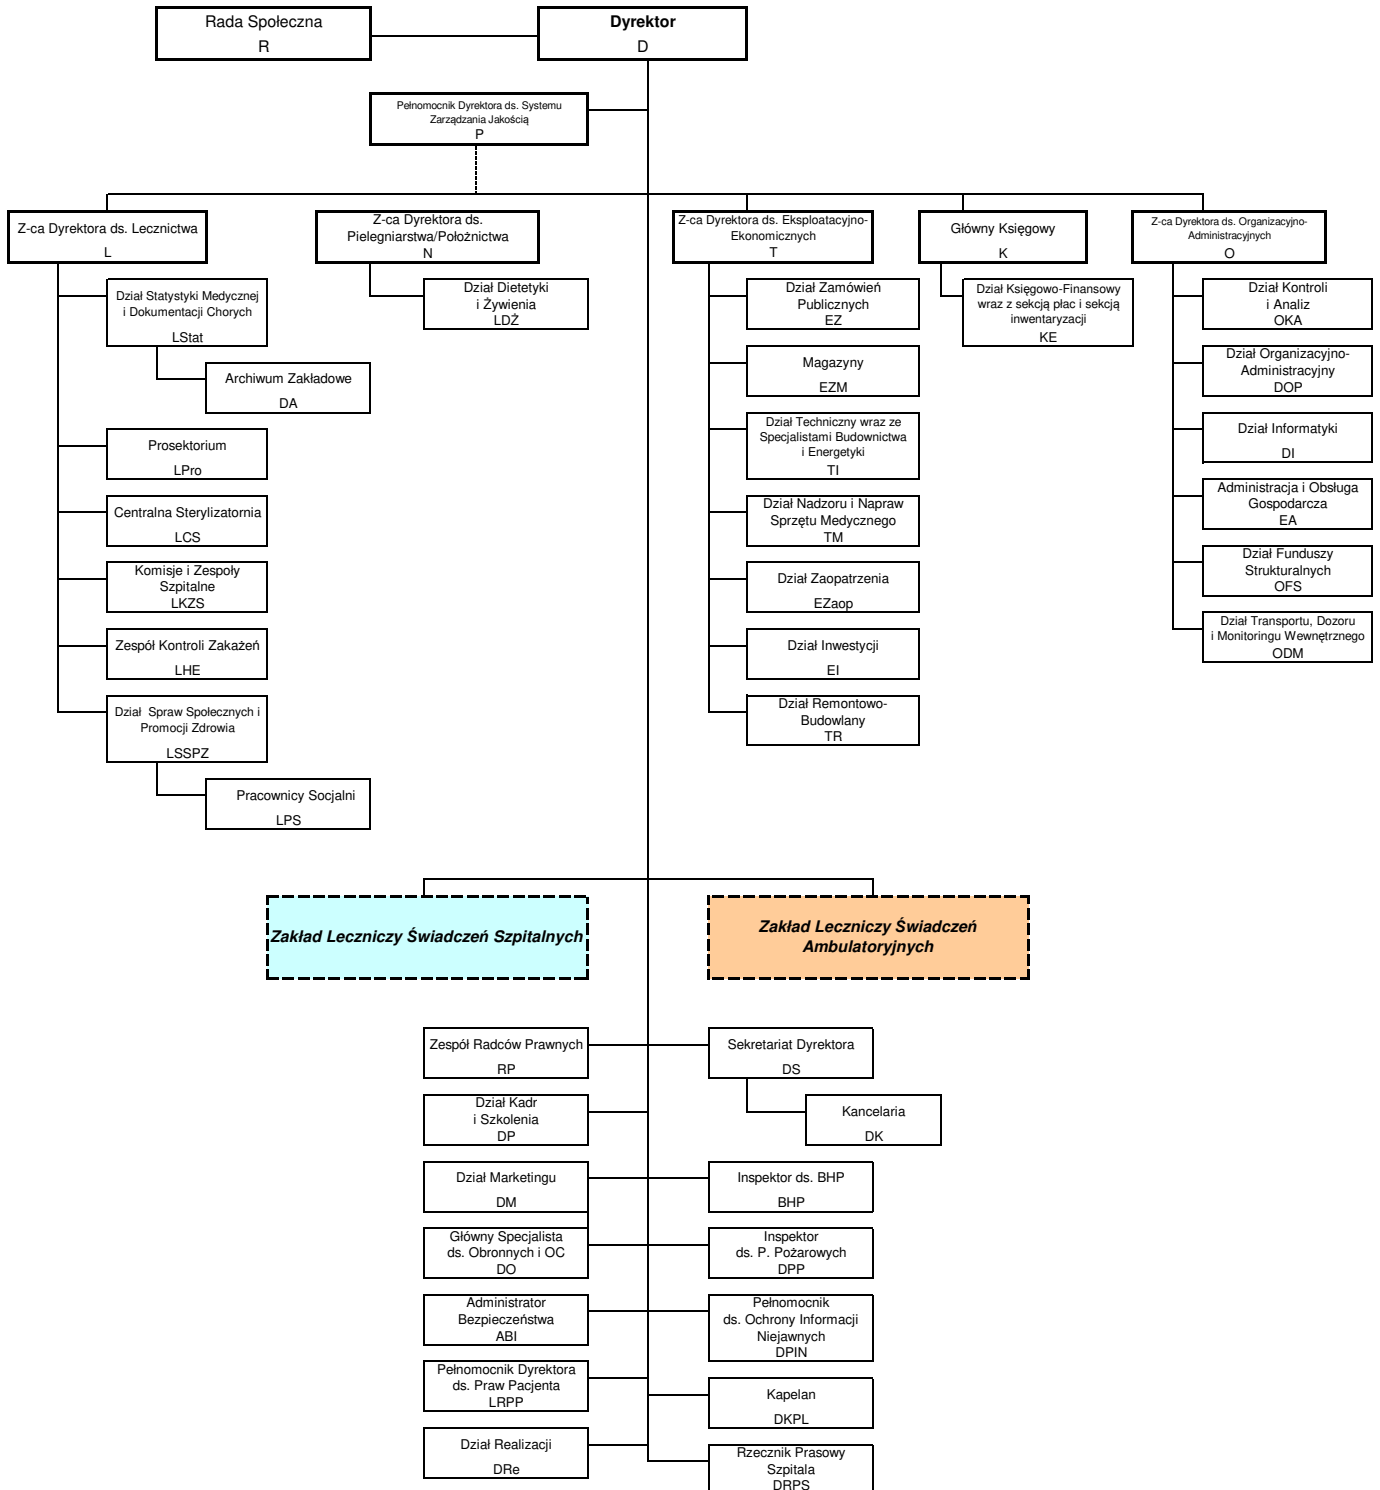 Rada Społeczna
R
Dyrektor
D
Pełnomocnik Dyrektora ds. Systemu
Zarządzania Jakością
P
Z-ca Dyrektora ds. Lecznictwa
L
Z-ca Dyrektora ds.
Pielegniarstwa/Położnictwa
N
Z-ca Dyrektora ds. Eksploatacyjno-
Ekonomicznych
T
Główny Księgowy
K
Z-ca Dyrektora ds. Organizacyjno-
Administracyjnych
O
Dział Statystyki Medycznej
i Dokumentacji Chorych
LStat
Archiwum Zakładowe
DA
Prosektorium
LPro
Centralna Sterylizatornia
LCS
Komisje i Zespoły
Szpitalne
LKZS
Zespół Kontroli Zakażeń
LHE
Dział Spraw Społecznych i
Promocji Zdrowia
LSSPZ
Pracownicy Socjalni
LPS
Dział Dietetyki
i Żywienia
LDŻ
Dział Zamówień
Publicznych
EZ
Magazyny
EZM
Dział Techniczny wraz ze
Specjalistami Budownictwa
i Energetyki
TI
Dział Nadzoru i Napraw
Sprzętu Medycznego
TM
Dział Zaopatrzenia
EZaop
Dział Inwestycji
EI
Dział Remontowo-
Budowlany
TR
Dział Księgowo-Finansowy
wraz z sekcją płac i sekcją
inwentaryzacji
KE
Dział Kontroli
i Analiz
OKA
Dział Organizacyjno-
Administracyjny
DOP
Dział Informatyki
DI
Administracja i Obsługa
Gospodarcza
EA
Dział Funduszy
Strukturalnych
OFS
Dział Transportu, Dozoru
i Monitoringu Wewnętrznego
ODM
Zakład Leczniczy Świadczeń Szpitalnych
Zakład Leczniczy Świadczeń
Ambulatoryjnych
Zespół Radców Prawnych
RP
Sekretariat Dyrektora
DS
Dział Kadr
i Szkolenia
DP
Kancelaria
DK
Dział Marketingu
DM
Inspektor ds. BHP
BHP
Główny Specjalista
ds. Obronnych i OC
DO
Inspektor
ds. P. Pożarowych
DPP
Administrator
Bezpieczeństwa
ABI
Pełnomocnik
ds. Ochrony Informacji
Niejawnych
DPIN
Pełnomocnik Dyrektora
ds. Praw Pacjenta
LRPP
Kapelan
DKPL
Dział Realizacji
DRe
Rzecznik Prasowy
Szpitala
DRPS